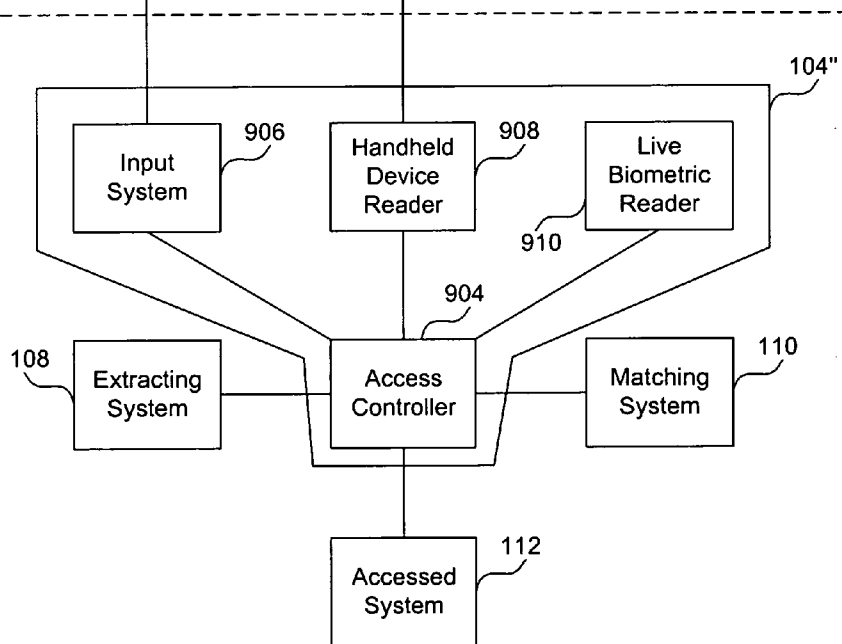 104"
906
Input
System
908
Handheld
Device
Reader
Live
Biometric
Reader
910
904
108
Extracting
System
Access
Controller
110
Matching
System
112
Accessed
System